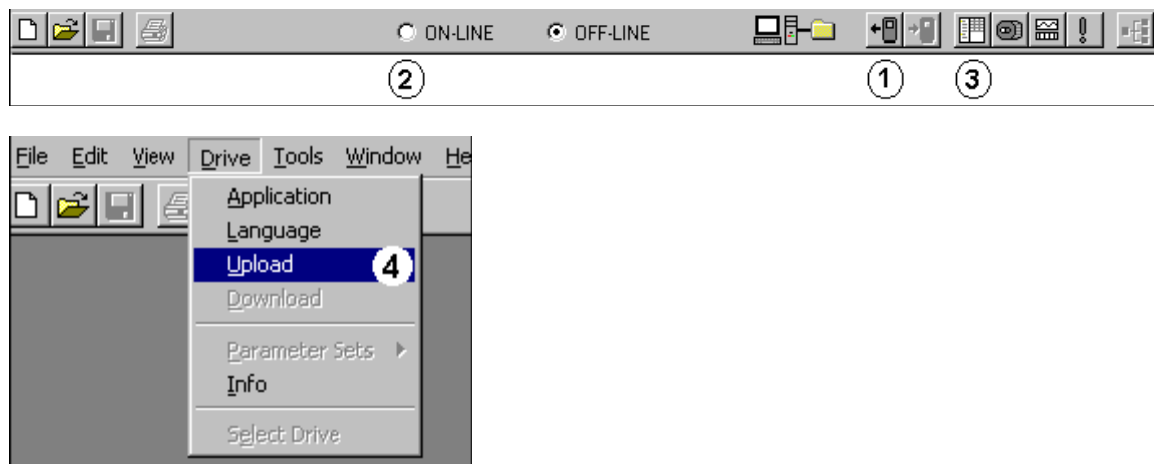 ON-LINE OFF-LINE
2 1 3
File Edit View Drive Tools Window He
Application
Language
Upload 4
Download
Parameter Sets
Info
Select Drive